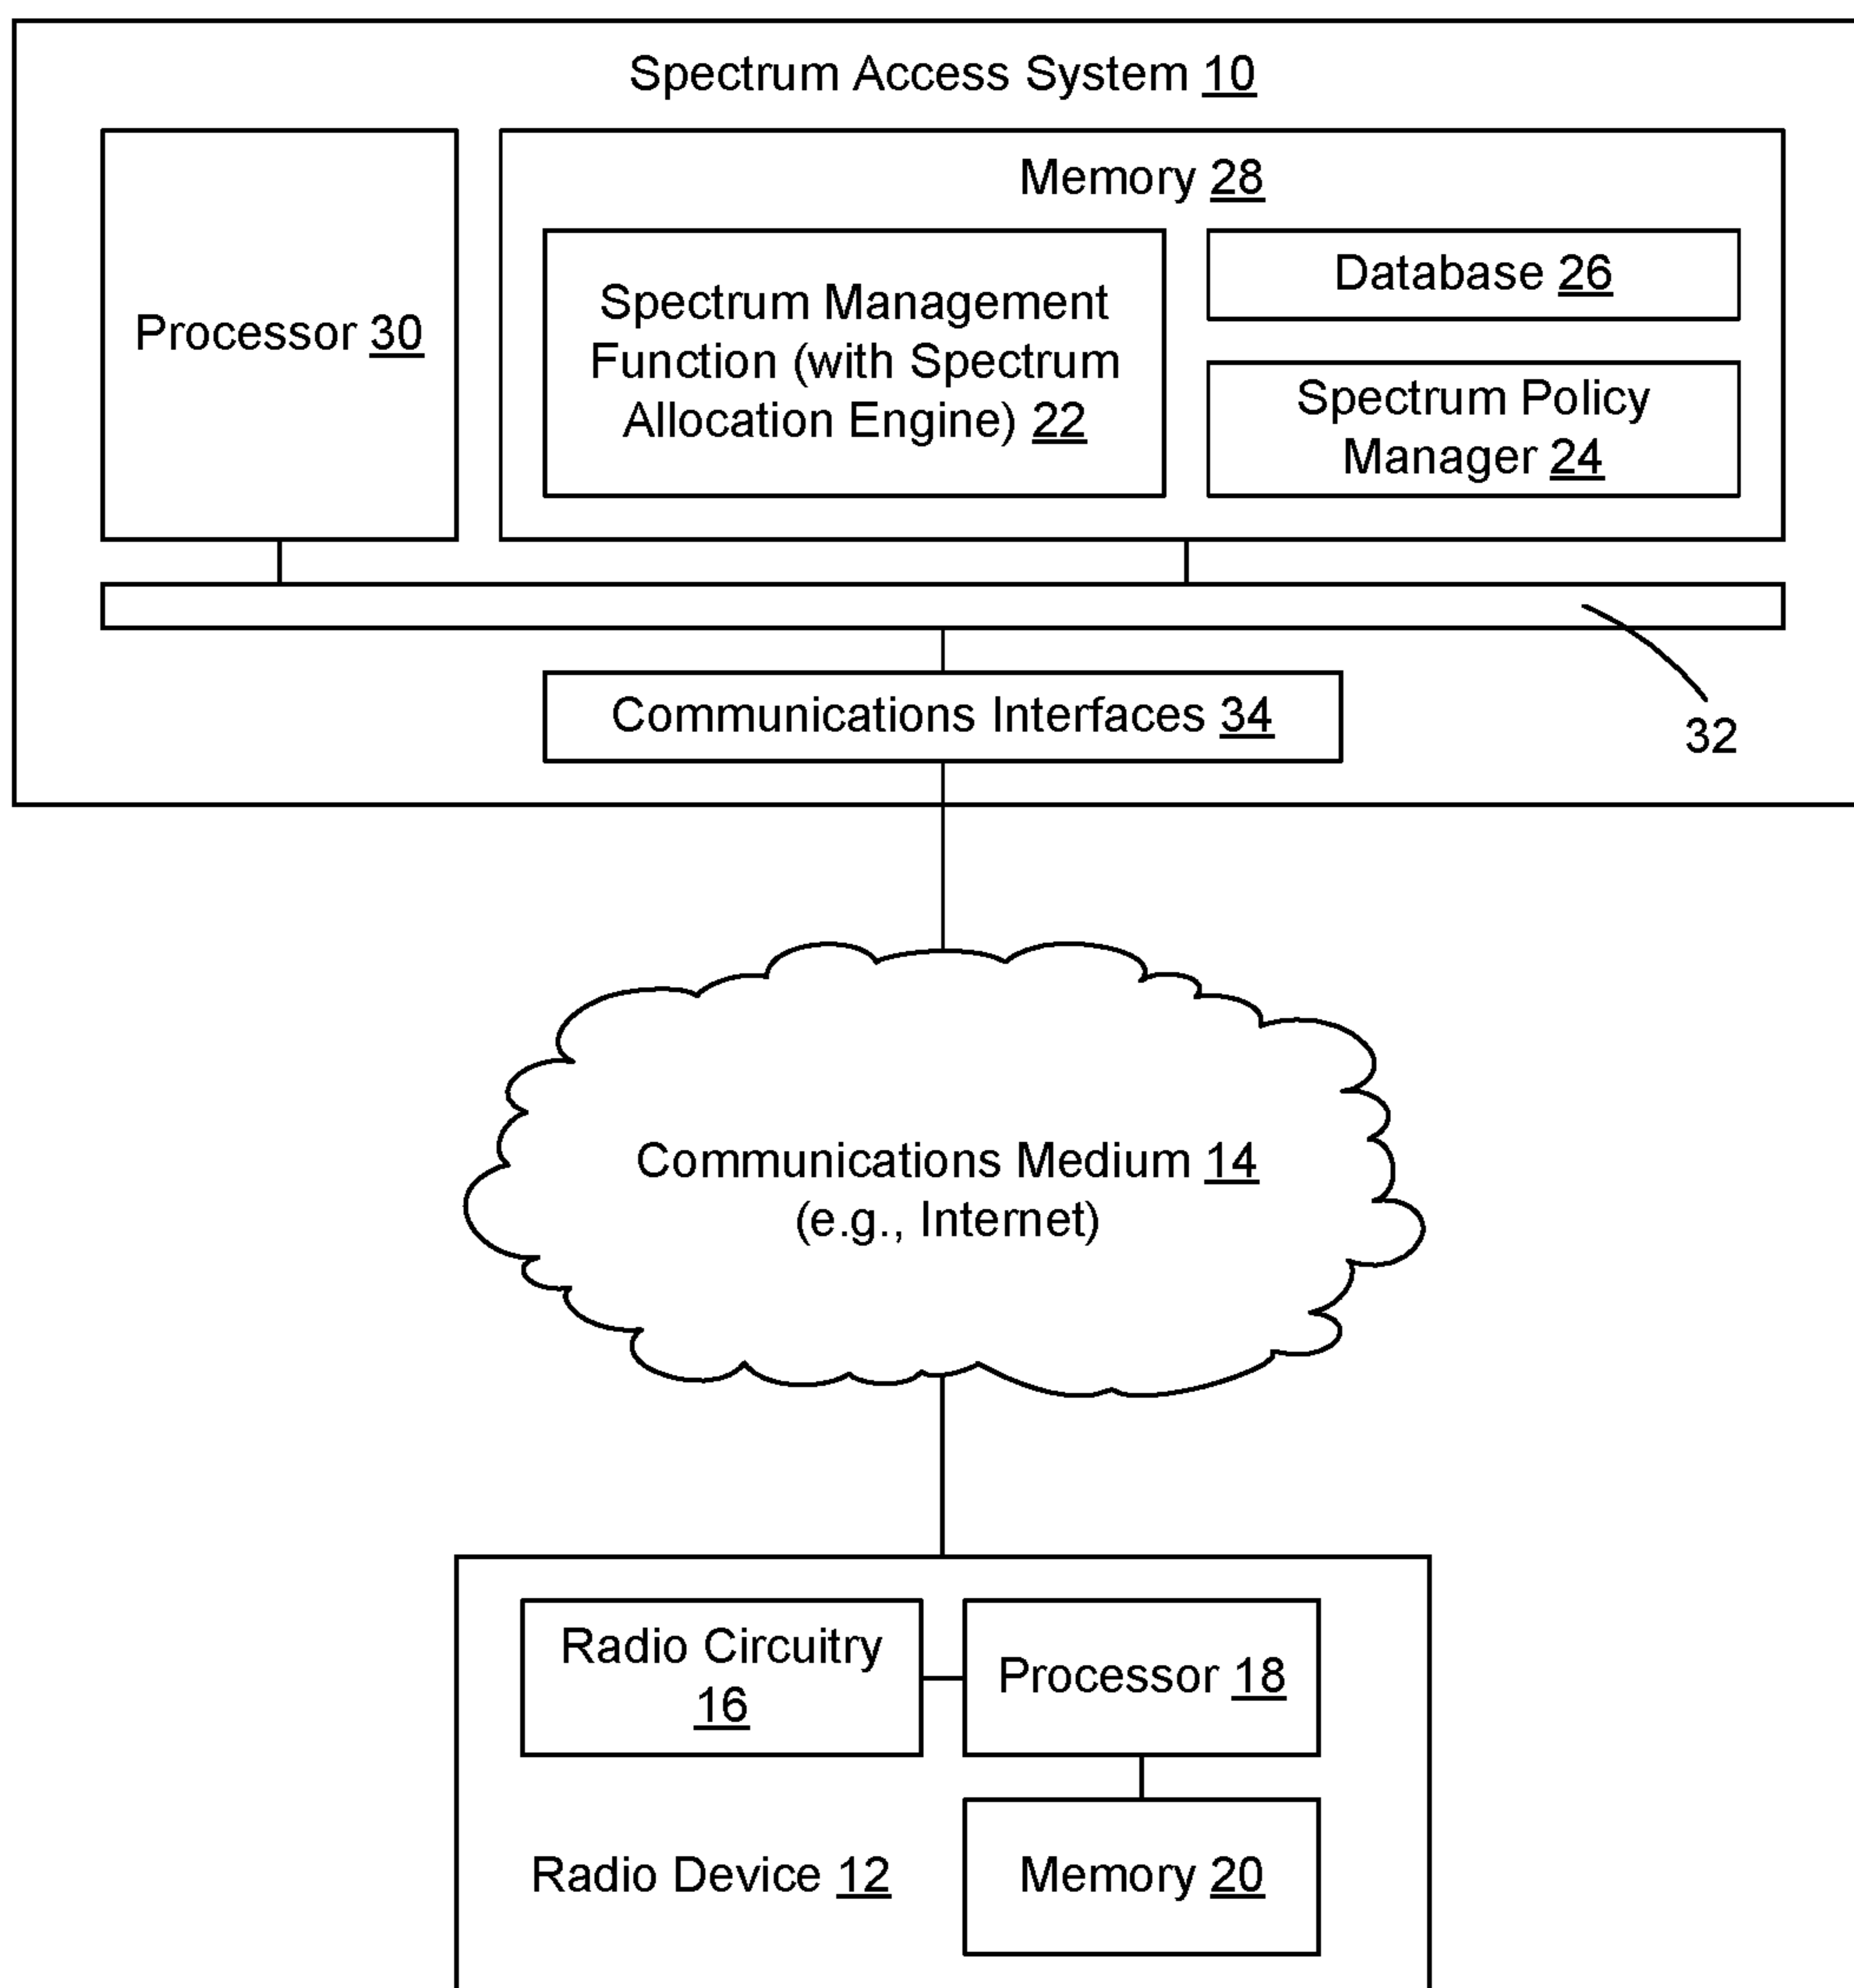 Spectrum Access System 10
Processor 30
Memory 28
Spectrum Management
Function (with Spectrum
Allocation Engine) 22
Database 26
Spectrum Policy
Manager 24
Communications Interfaces 34
32
Communications Medium 14
(e.g., Internet)
Radio Circuitry
16
Processor 18
Radio Device 12
Memory 20